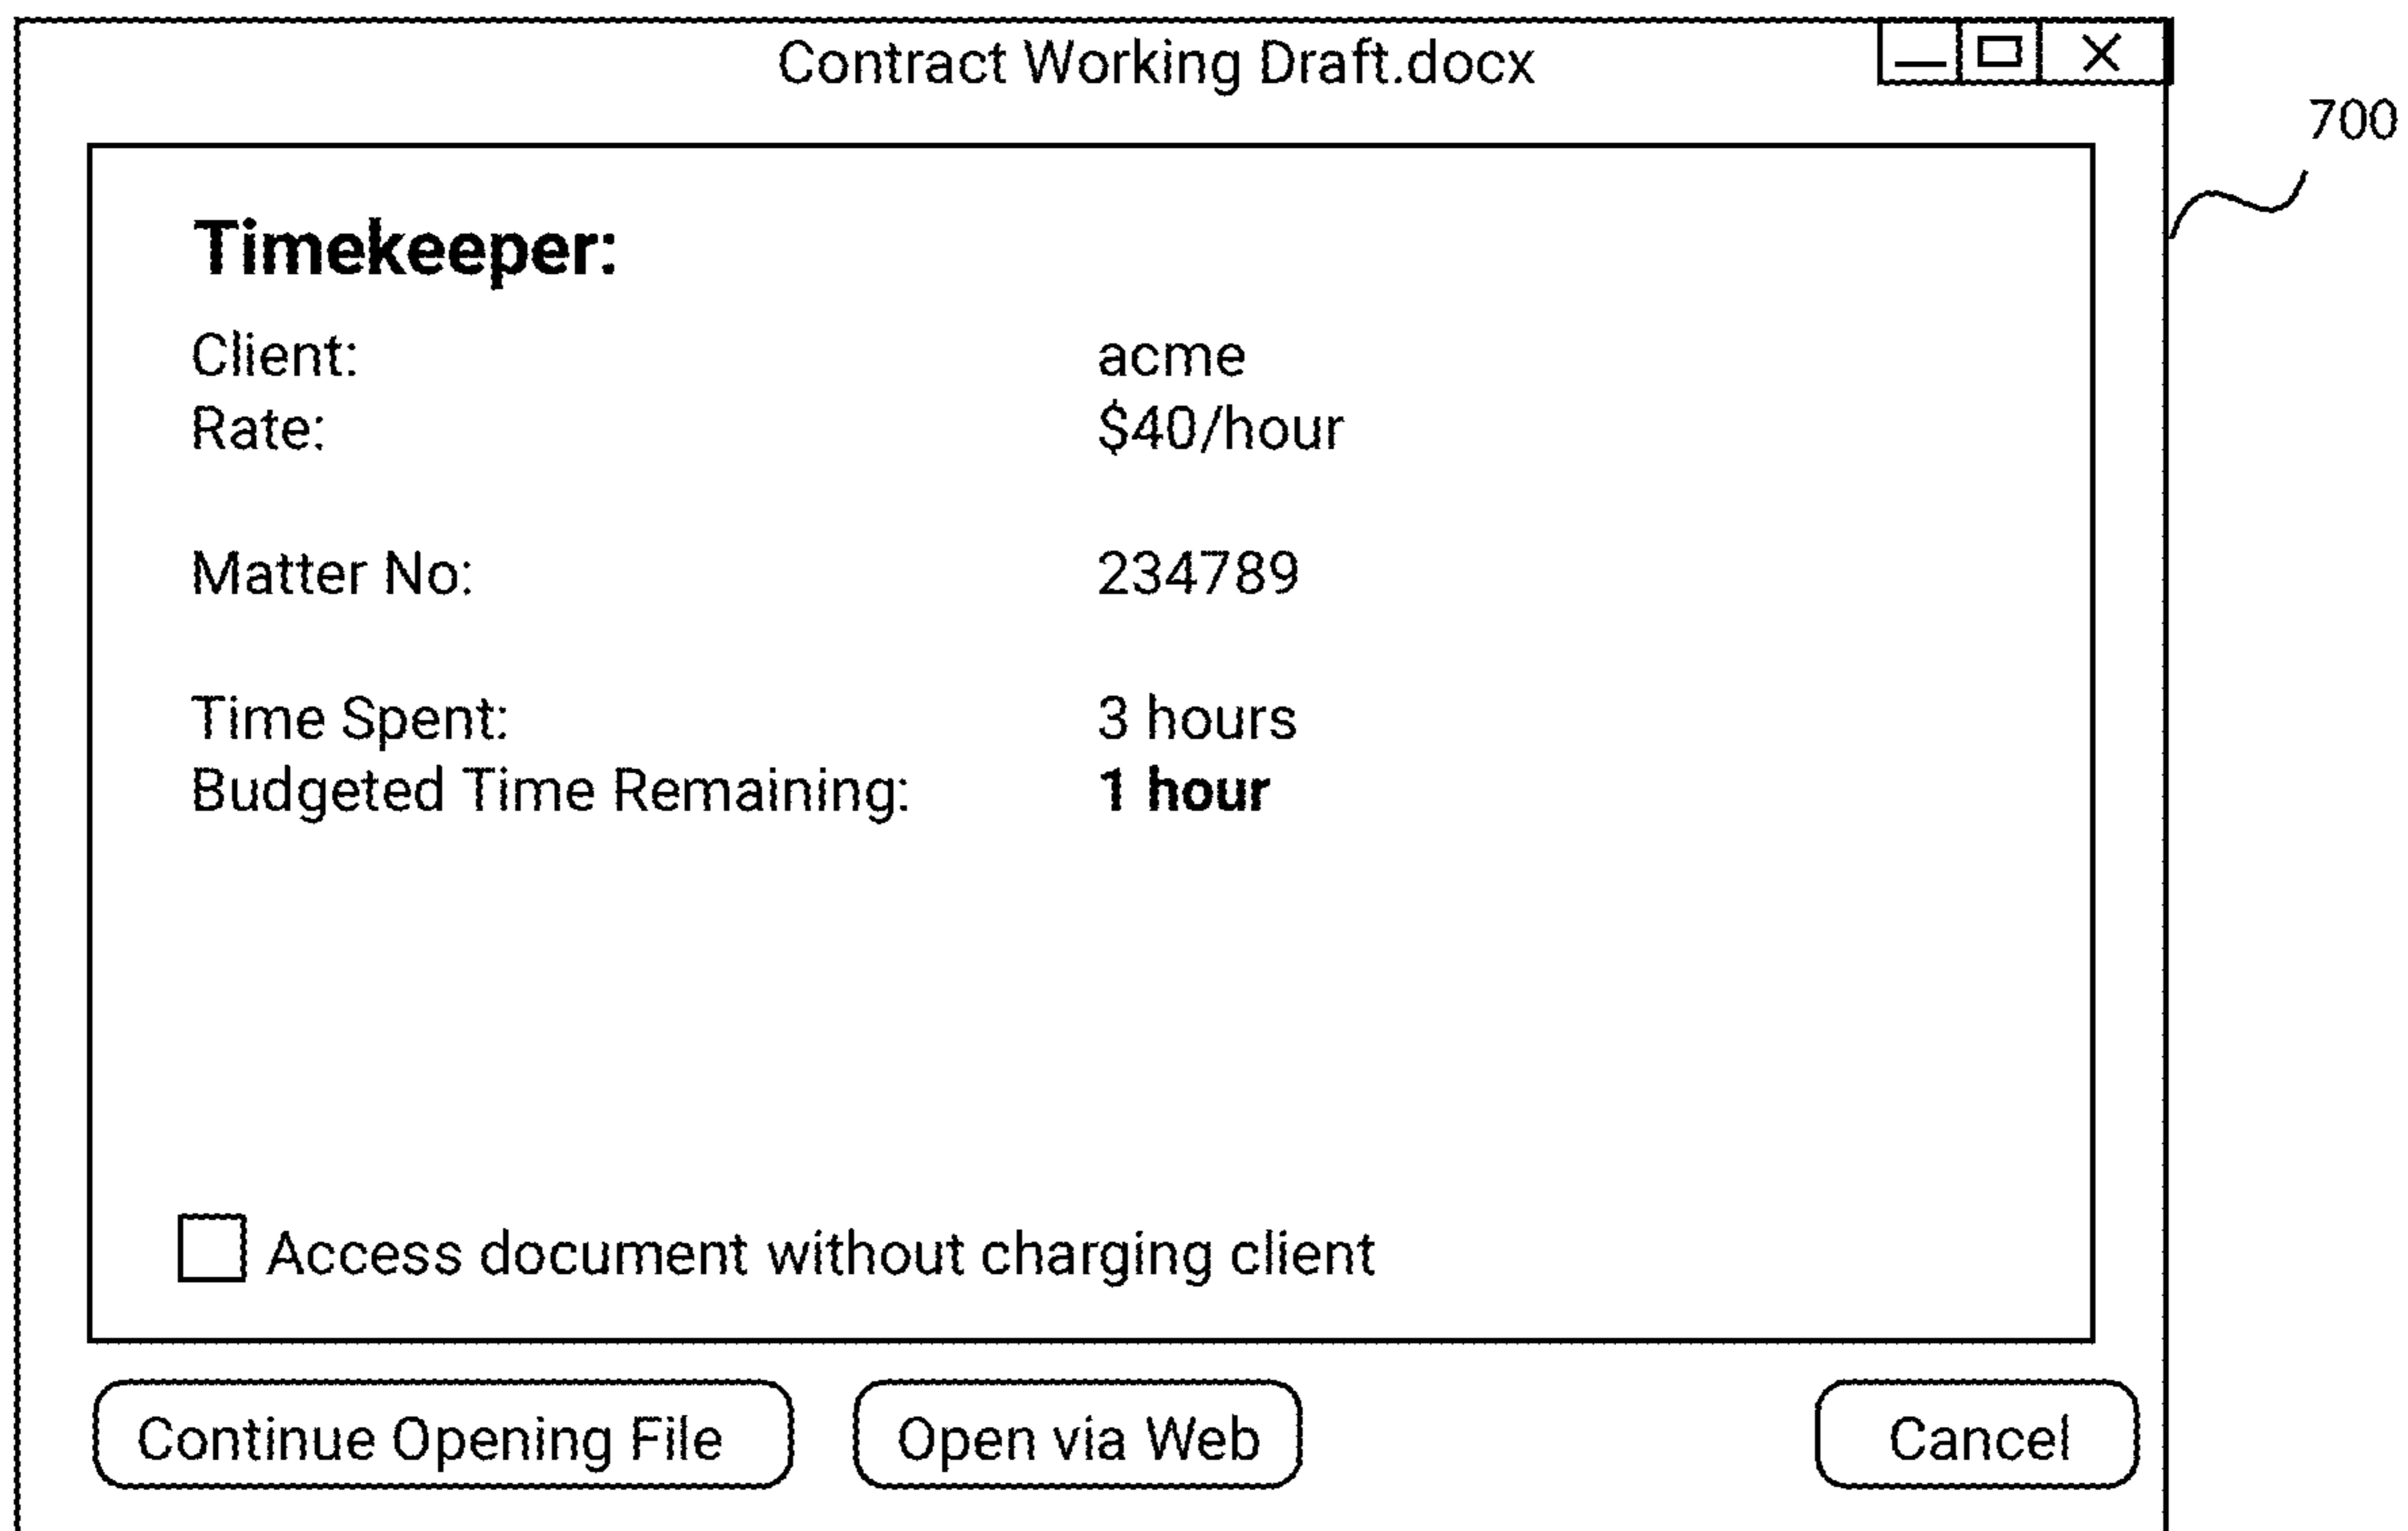 Contract Working Draft.docx
700
Timekeeper:
Client: acme
Rate: $40/hour
Matter No: 234789
Time Spent: 3 hours
Budgeted Time Remaining: 1 hour
Access document without charging client
Continue Opening File Open via Web Cancel